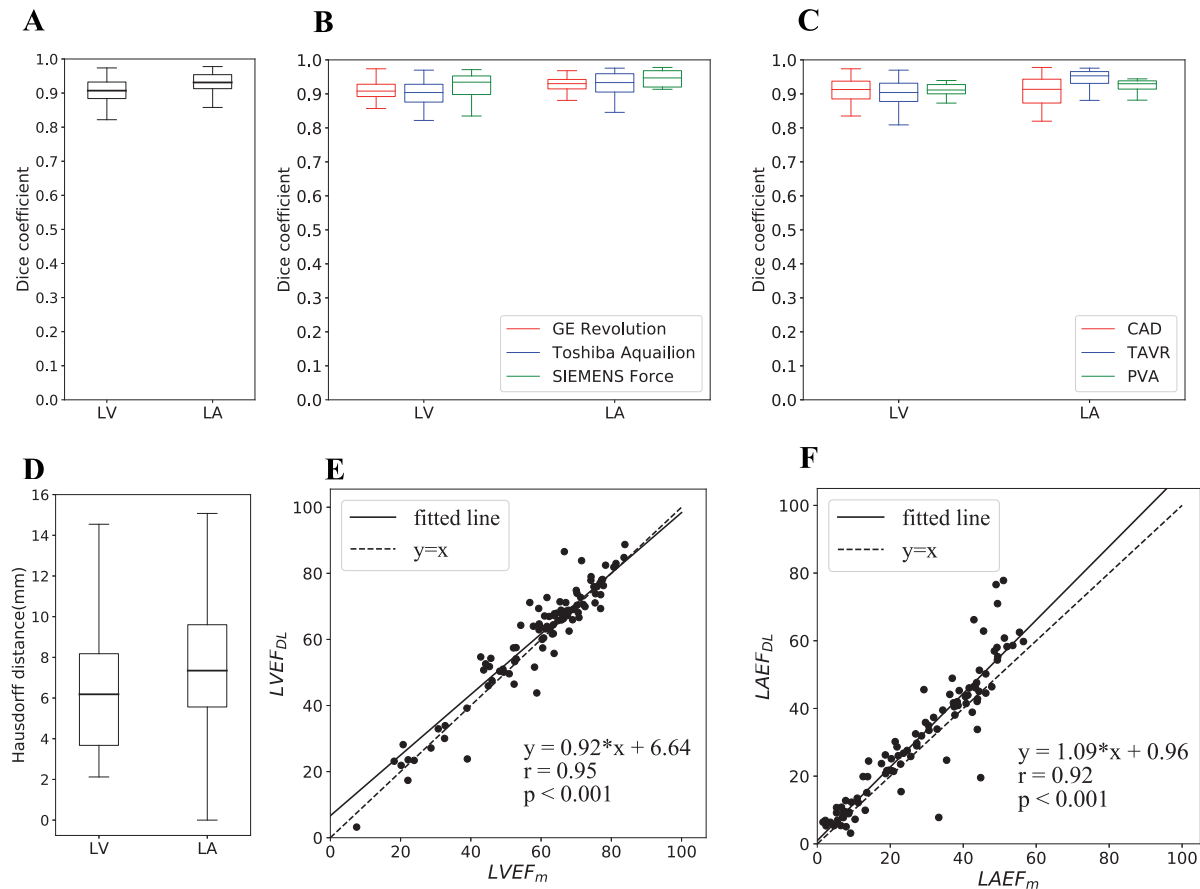 A
Dice coefficient
1.0
0.9
0.8
0.7
0.6
0.5
0.4
0.3
0.2
0.1
0.0
LV
LA
B
Dice coefficient
1.0
0.9
0.8
0.7
0.6
0.5
0.4
0.3
0.2
0.1
0.0
GE Revolution
Toshiba Aquailion
SIEMENS Force
LV
LA
C
Dice coefficient
1.0
0.9
0.8
0.7
0.6
0.5
0.4
0.3
0.2
0.1
0.0
CAD
TAVR
PVA
LV
LA
D
Hausdorff distance(mm)
16
14
12
10
8
6
4
2
0
LV
LA
E
LVEF_DL
100
80
60
40
20
0
fitted line
y=x
y = 0.92*x + 6.64
r = 0.95
p < 0.001
0 20 40 60 80 100
LVEF_m
F
LAEF_DL
100
80
60
40
20
0
fitted line
y=x
y = 1.09*x + 0.96
r = 0.92
p < 0.001
0 20 40 60 80 100
LAEF_m